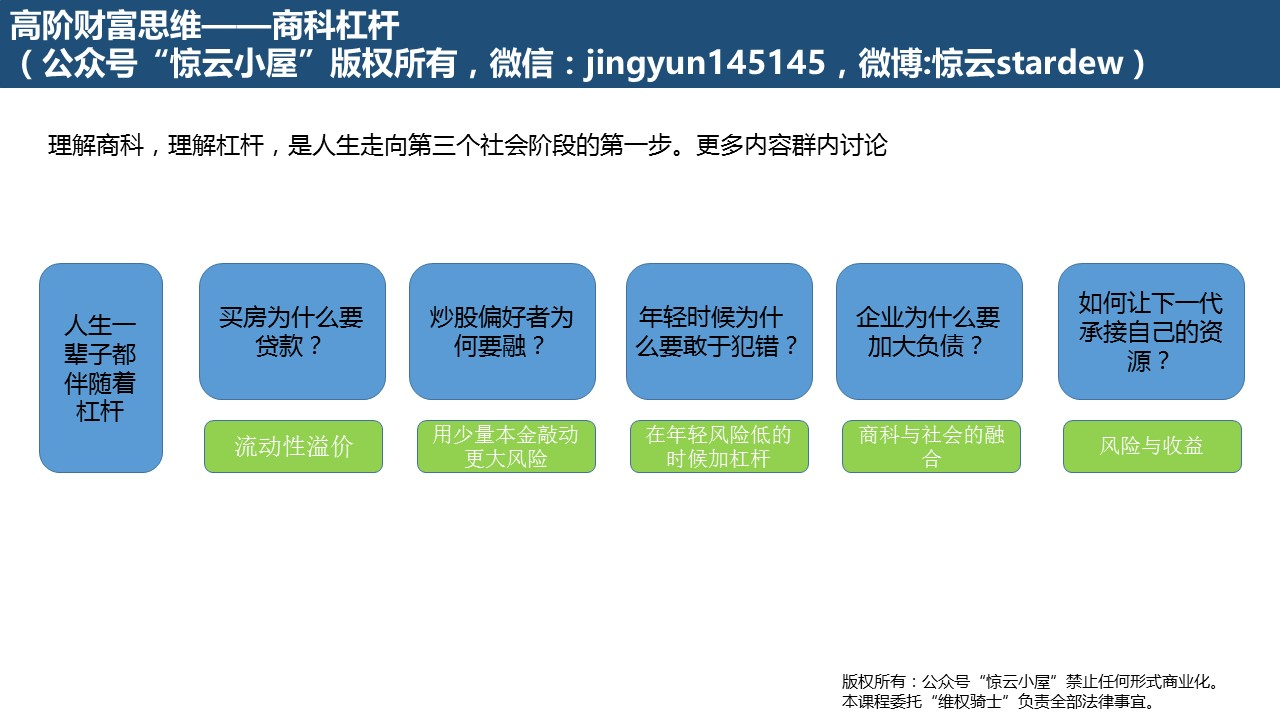 高阶财富思维——商科杠杆
（公众号“惊云小屋”版权所有，微信：jingyun145145，微博:惊云stardew）
理解商科，理解杠杆，是人生走向第三个社会阶段的第一步。更多内容群内讨论
人生一
辈子都
伴随着
杠杆
买房为什么要
贷款？
流动性溢价
炒股偏好者为
何要融？
用少量本金敲动
更大风险
年轻时候为什
么要敢于犯错？
在年轻风险低的
时候加杠杆
企业为什么要
加大负债？
商科与社会的融
合
如何让下一代
承接自己的资
源？
风险与收益
版权所有：公众号“惊云小屋”禁止任何形式商业化。
本课程委托“维权骑士”负责全部法律事宜。